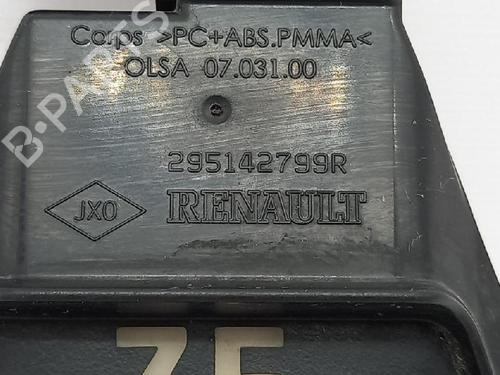 Corps >PC+ABS.PMMA<
OLSA 07.031.00
B-PARTS
295142799R
JXO RENAULT